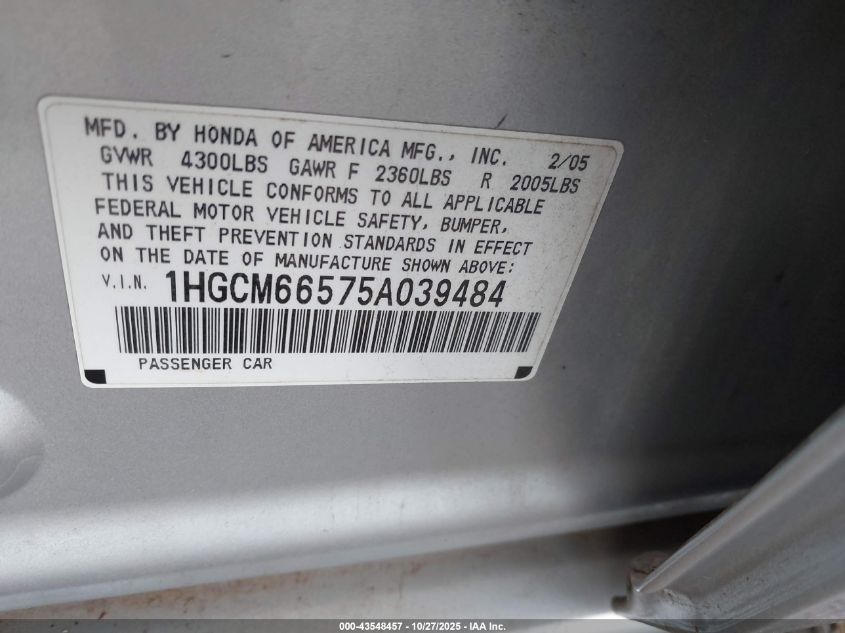 MFD. BY HONDA OF AMERICA MFG., INC. 2/05
GVWR 4300LBS GAWR F 2360LBS R 2005LBS
THIS VEHICLE CONFORMS TO ALL APPLICABLE
FEDERAL MOTOR VEHICLE SAFETY, BUMPER,
AND THEFT PREVENTION STANDARDS IN EFFECT
ON THE DATE OF MANUFACTURE SHOWN ABOVE:
V.I.N. 1HGCM66575A039484
PASSENGER CAR
000-43548457 - 10/27/2025 - IAA Inc.